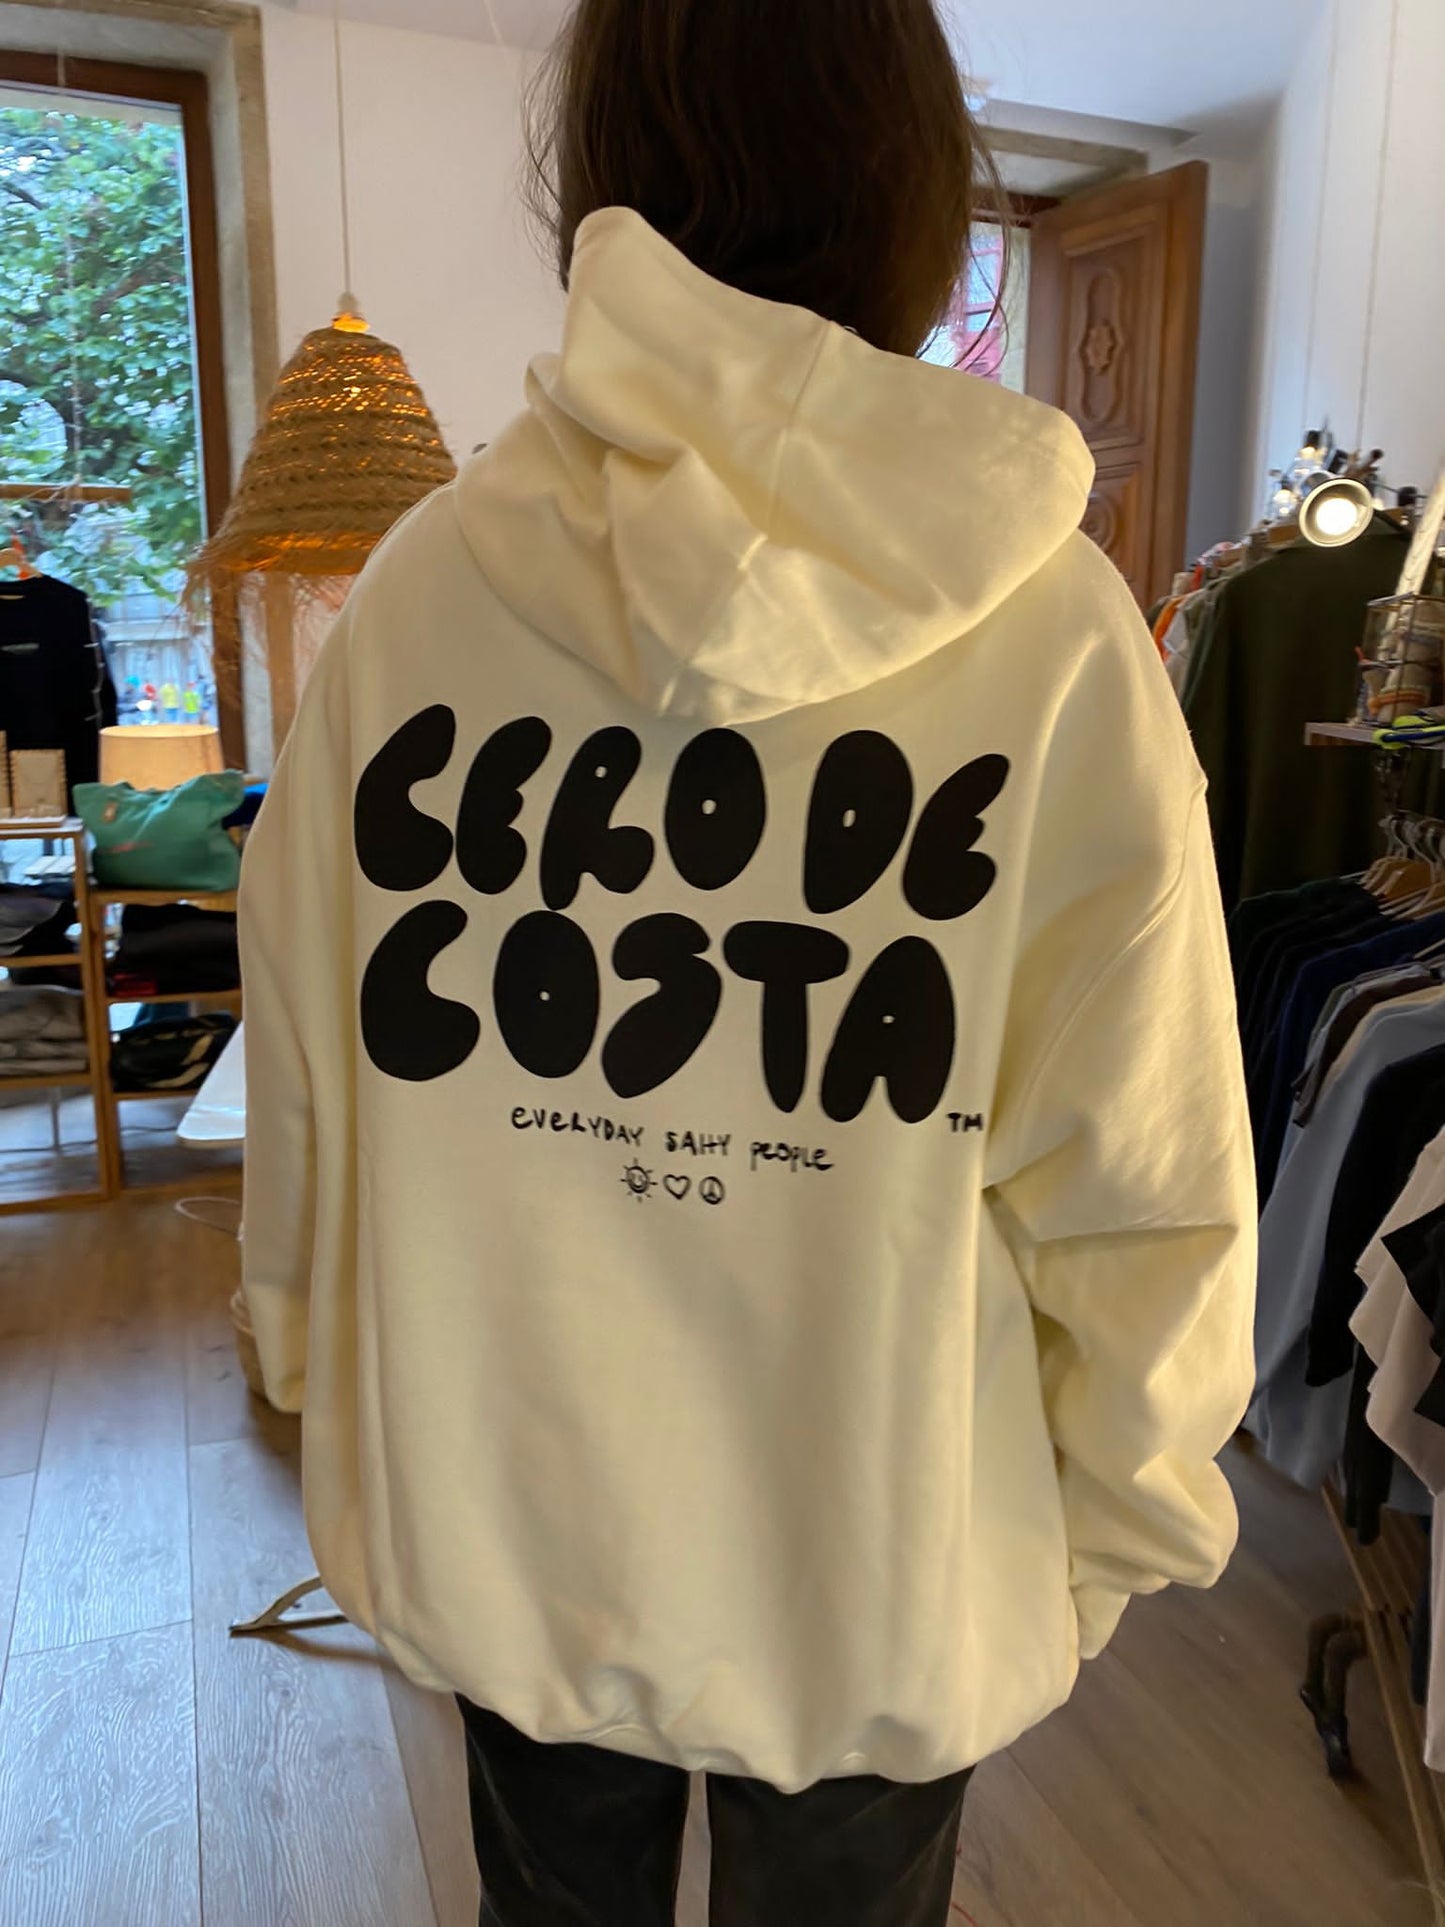 CERO DE
COSTA TM
everyday salty people